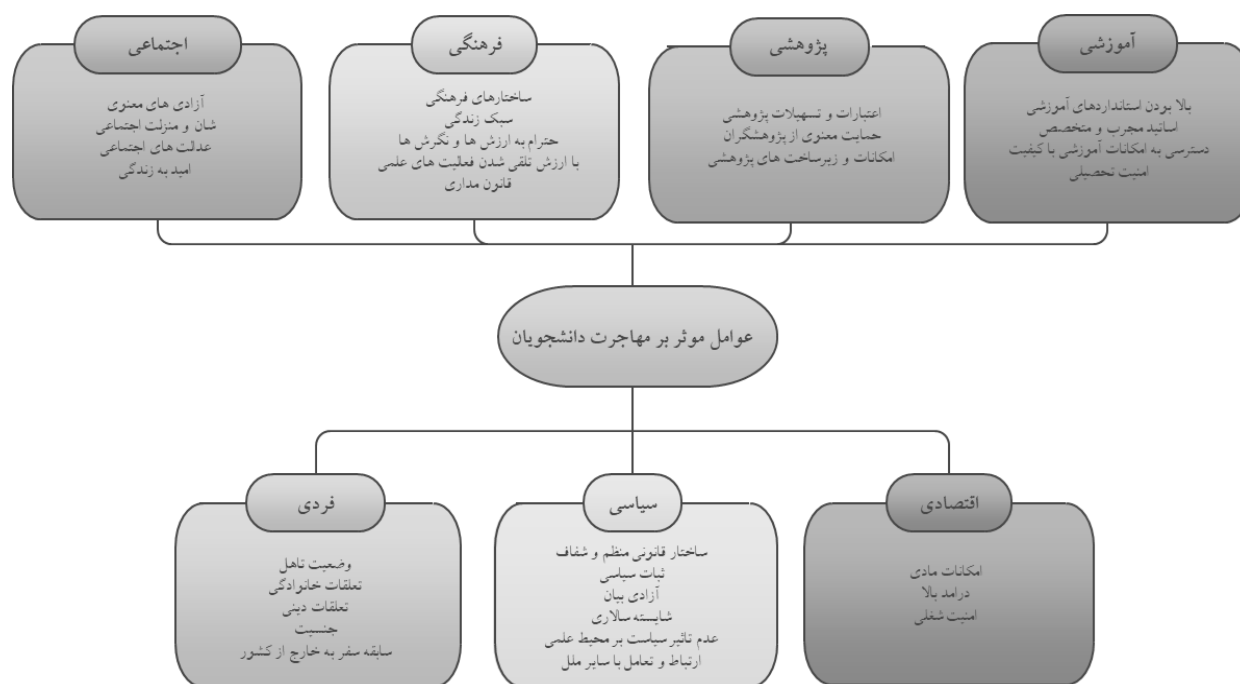 آموزشی
بالا بودن استانداردهای آموزشی
اساتید مجرب و متخصص
دسترسی به امکانات آموزشی با کیفیت
امنیت تحصیلی
پژوهشی
اعتبارات و تسهیلات پژوهشی
حمایت معنوی از پژوهشگران
امکانات و زیرساخت های پژوهشی
فرهنگی
ساختارهای فرهنگی
سبک زندگی
حترام به ارزش ها و نگرش ها
با ارزش تلقی شدن فعالیت های علمی
قانون مداری
اجتماعی
آزادی های معنوی
شان و منزلت اجتماعی
عدالت های اجتماعی
امید به زندگی
عوامل موثر بر مهاجرت دانشجویان
اقتصادی
امکانات مادی
درامد بالا
امنیت شغلی
سیاسی
ساختار قانونی منظم و شفاف
ثبات سیاسی
آزادی بیان
شایسته سالاری
عدم تاثیر سیاست بر محیط علمی
ارتباط و تعامل با سایر ملل
فردی
وضعیت تاهل
تعلقات خانوادگی
تعلقات دینی
جنسیت
سابقه سفر به خارج از کشور